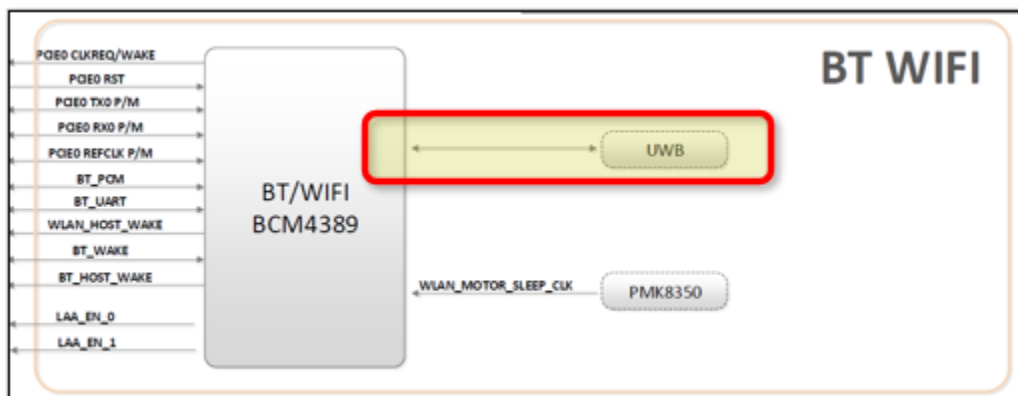 BT WIFI
PCIE0 CLKREQ/WAKE
PCIE0 RST
PCIE0 TX0 P/M
PCIE0 RX0 P/M
PCIE0 REFCLK P/M
BT_PCM
BT_UART
WLAN_HOST_WAKE
BT_WAKE
BT_HOST_WAKE
LAA_EN_0
LAA_EN_1
BT/WIFI
BCM4389
UWB
WLAN_MOTOR_SLEEP_CLK
PMK8350